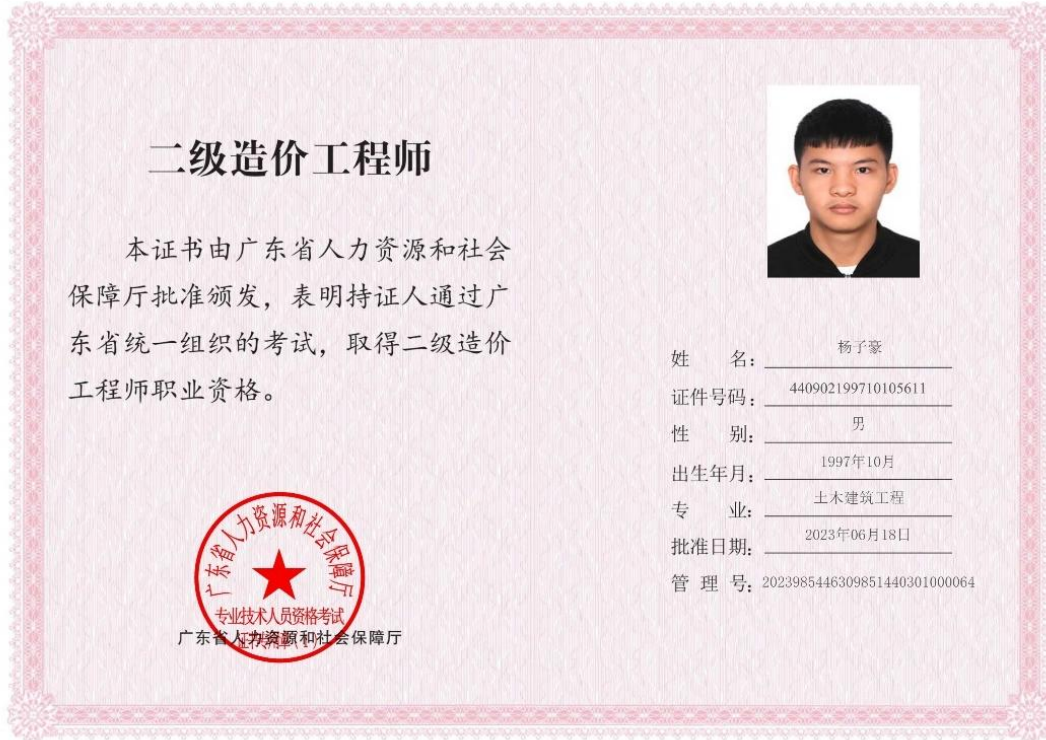 二级造价工程师
本证书由广东省人力资源和社会
保障厅批准颁发，表明持证人通过广
东省统一组织的考试，取得二级造价
工程师职业资格。
姓 名：杨子豪
证件号码：440902199710105611
性 别：男
出生年月：1997年10月
专 业：土木建筑工程
批准日期：2023年06月18日
管 理 号：2023985446309851440301000064
广东省人力资源和社会保障厅
专业技术人员资格考试
广东省人力资源和社会保障厅